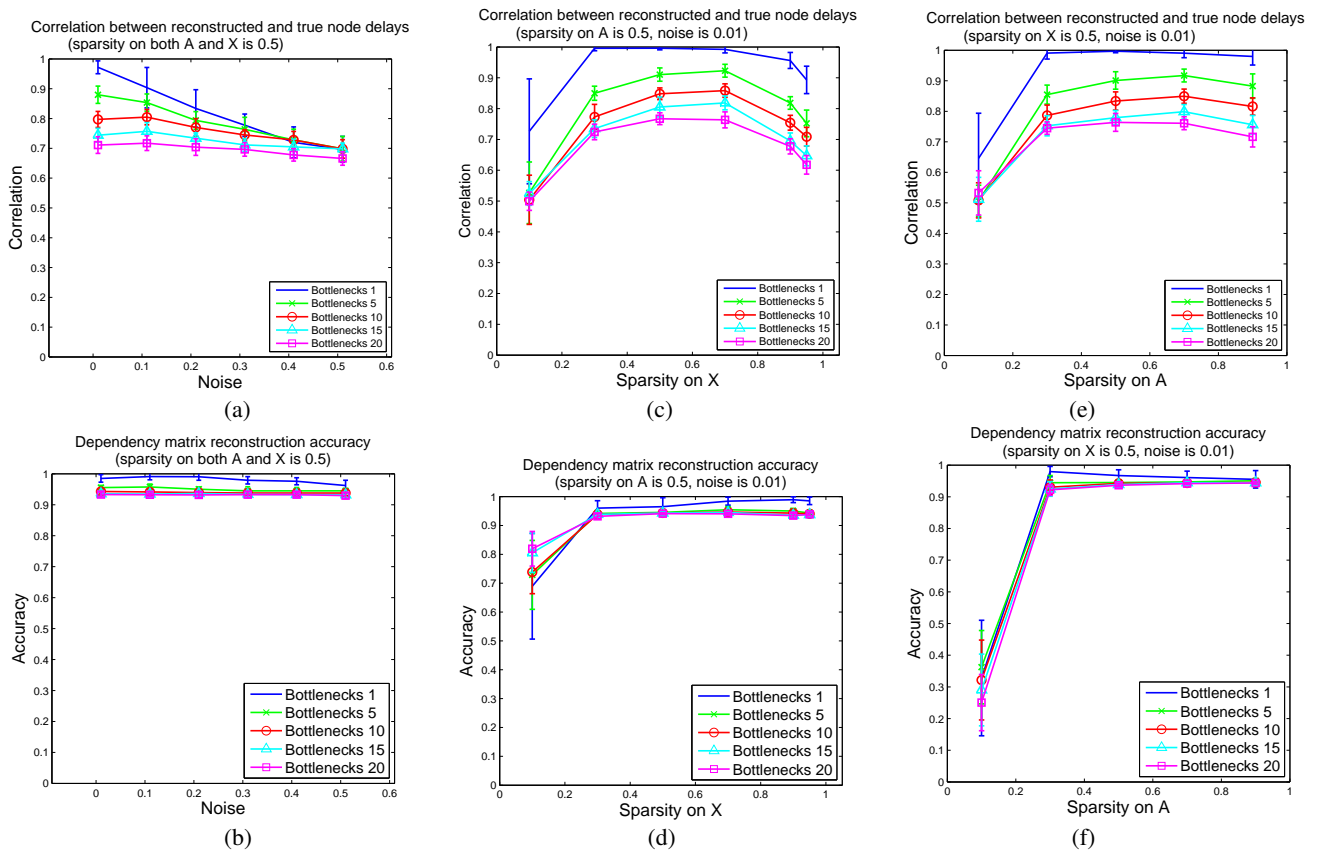 Correlation between reconstructed and true node delays
(sparsity on both A and X is 0.5)
1
0.9
0.8
0.7
0.6
0.5
0.4
0.3
0.2
0.1
0
Correlation
0
0.1
0.2
0.3
0.4
0.5
0.6
Noise
Bottlenecks 1
Bottlenecks 5
Bottlenecks 10
Bottlenecks 15
Bottlenecks 20
(a)
Correlation between reconstructed and true node delays
(sparsity on A is 0.5, noise is 0.01)
1
0.9
0.8
0.7
0.6
0.5
0.4
0.3
0.2
0.1
0
Correlation
0
0.2
0.4
0.6
0.8
1
Sparsity on X
Bottlenecks 1
Bottlenecks 5
Bottlenecks 10
Bottlenecks 15
Bottlenecks 20
(c)
Correlation between reconstructed and true node delays
(sparsity on X is 0.5, noise is 0.01)
1
0.9
0.8
0.7
0.6
0.5
0.4
0.3
0.2
0.1
0
Correlation
0
0.2
0.4
0.6
0.8
1
Sparsity on A
Bottlenecks 1
Bottlenecks 5
Bottlenecks 10
Bottlenecks 15
Bottlenecks 20
(e)
Dependency matrix reconstruction accuracy
(sparsity on both A and X is 0.5)
1
0.9
0.8
0.7
0.6
0.5
0.4
0.3
0.2
0.1
0
Accuracy
0
0.1
0.2
0.3
0.4
0.5
0.6
Noise
Bottlenecks 1
Bottlenecks 5
Bottlenecks 10
Bottlenecks 15
Bottlenecks 20
(b)
Dependency matrix reconstruction accuracy
(sparsity on A is 0.5, noise is 0.01)
1
0.9
0.8
0.7
0.6
0.5
0.4
0.3
0.2
0.1
0
Accuracy
0
0.2
0.4
0.6
0.8
1
Sparsity on X
Bottlenecks 1
Bottlenecks 5
Bottlenecks 10
Bottlenecks 15
Bottlenecks 20
(d)
Dependency matrix reconstruction accuracy
(sparsity on X is 0.5, noise is 0.01)
1
0.9
0.8
0.7
0.6
0.5
0.4
0.3
0.2
0.1
0
Accuracy
0
0.2
0.4
0.6
0.8
1
Sparsity on A
Bottlenecks 1
Bottlenecks 5
Bottlenecks 10
Bottlenecks 15
Bottlenecks 20
(f)